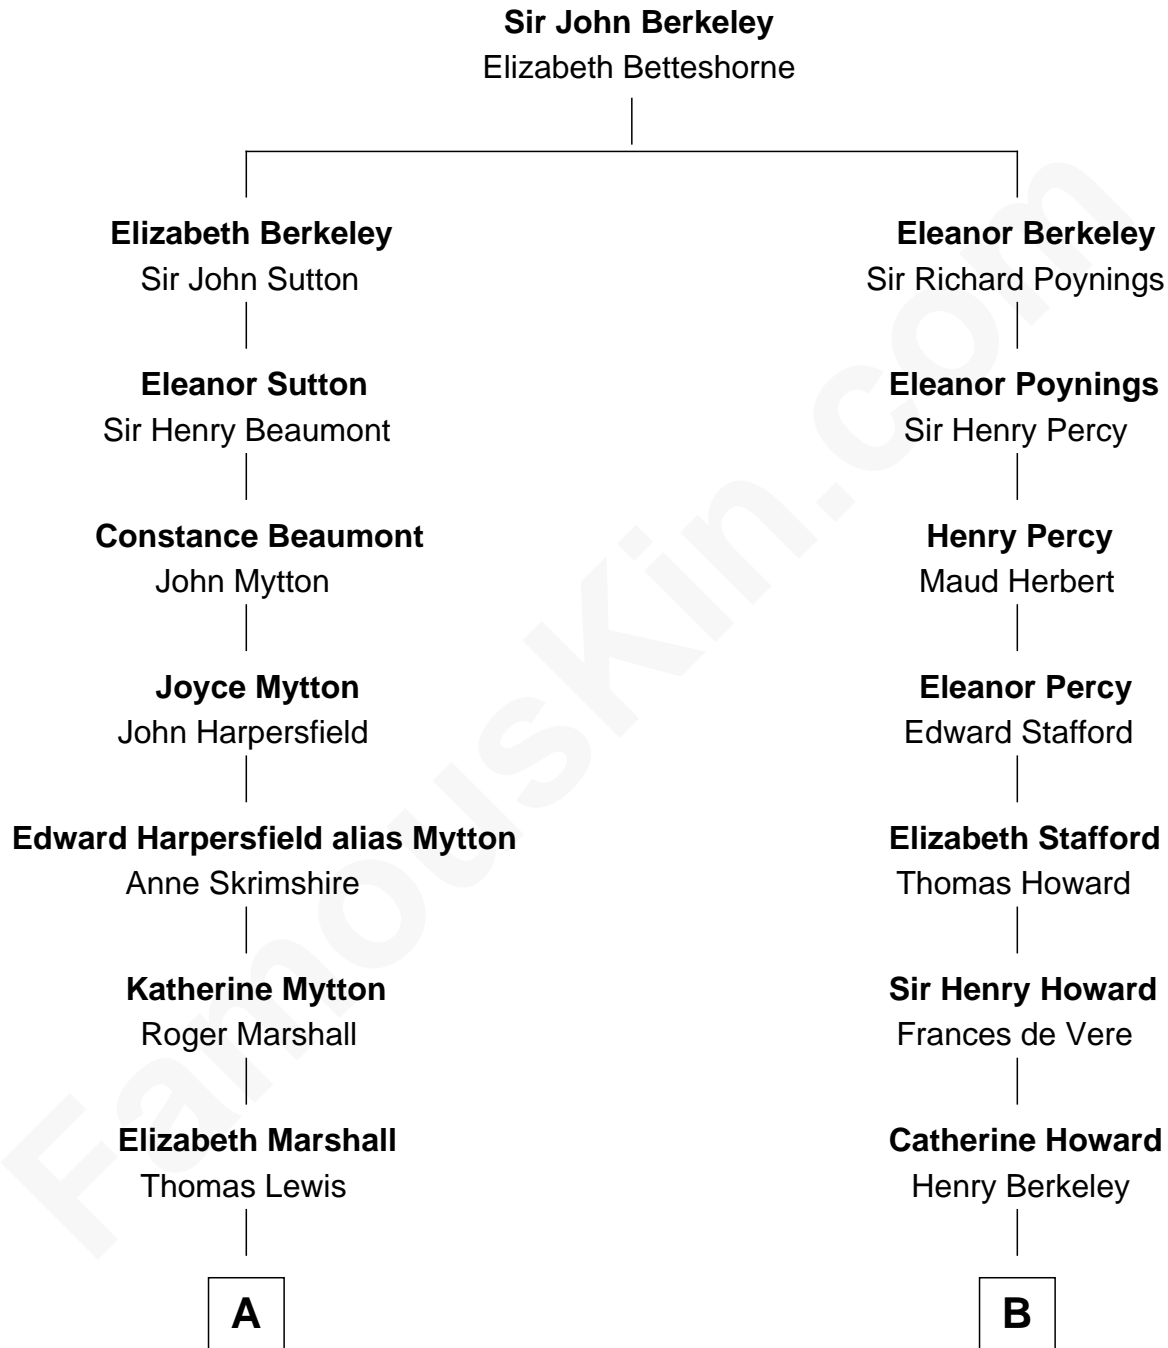 Sir John Berkeley
Elizabeth Betteshorne
Elizabeth Berkeley
Sir John Sutton
Eleanor Berkeley
Sir Richard Poynings
Eleanor Sutton
Sir Henry Beaumont
Eleanor Poynings
Sir Henry Percy
Constance Beaumont
John Mytton
Henry Percy
Maud Herbert
Joyce Mytton
John Harpersfield
Eleanor Percy
Edward Stafford
Edward Harpersfield alias Mytton
Anne Skrimshire
Elizabeth Stafford
Thomas Howard
Katherine Mytton
Roger Marshall
Sir Henry Howard
Frances de Vere
Elizabeth Marshall
Thomas Lewis
Catherine Howard
Henry Berkeley
A
B
FamousKin.com